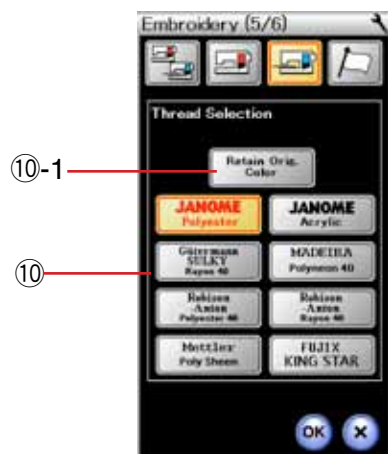 Embroidery (5/6)
Thread Selection
⑩-1
Retain Orig.
Color
JANOME
Polyester
JANOME
Acrylic
⑩
Gütermann
SULKY
Rayon 40
MADEIRA
Polyneon 40
Robison
-Anton
Polyester 40
Robison
-Anton
Rayon 40
Mettler
Poly Sheen
FUJIX
KING STAR
OK
X